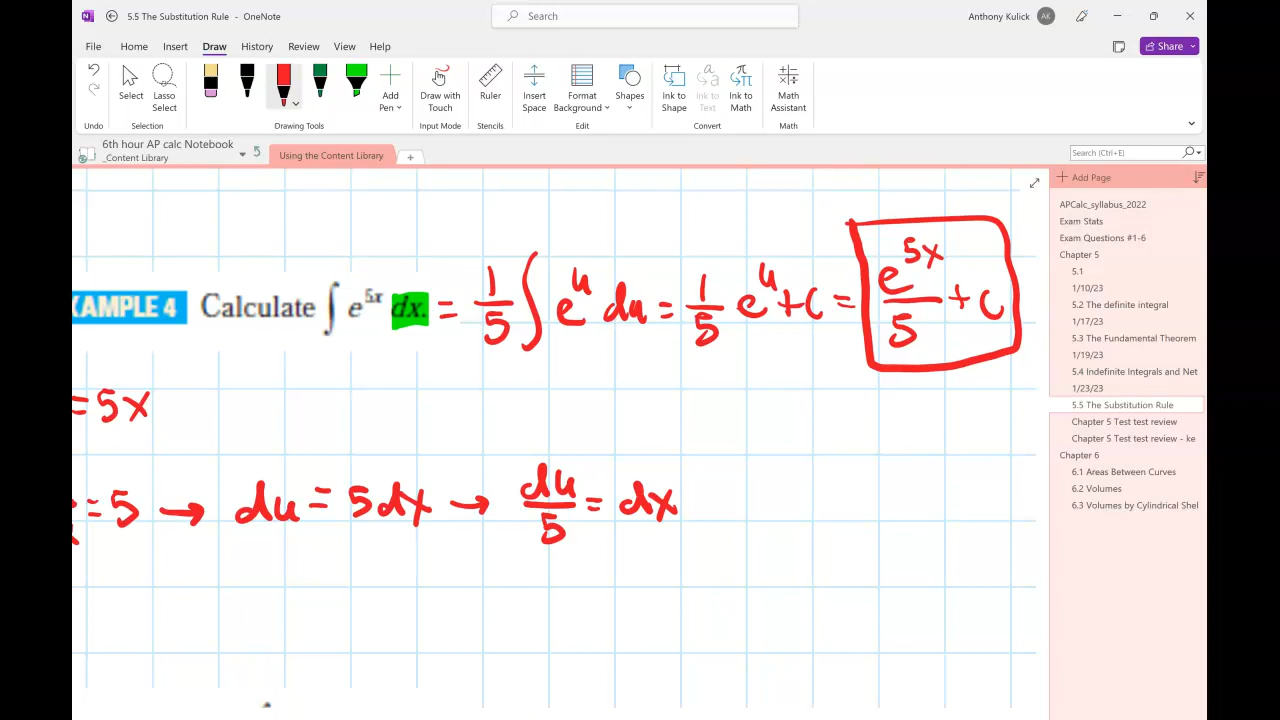 5.5 The Substitution Rule - OneNote
Search
Anthony Kulick
AK
File Home Insert Draw History Review View Help
Share
Select
Lasso Select
Add Pen
Draw with Touch
Ruler
Insert Space
Format Background
Shapes
Ink to Shape
Ink to Text
Ink to Math
Math Assistant
Undo Selection Drawing Tools Input Mode Stencils Edit Convert Math
6th hour AP calc Notebook
_Content Library
Using the Content Library
+
Search (Ctrl+E)
Add Page
APCalc_syllabus_2022
Exam Stats
Exam Questions #1-6
Chapter 5
5.1
1/10/23
5.2 The definite integral
1/17/23
5.3 The Fundamental Theorem
1/19/23
5.4 Indefinite Integrals and Net
1/23/23
5.5 The Substitution Rule
Chapter 5 Test test review
Chapter 5 Test test review - ke
Chapter 6
6.1 Areas Between Curves
6.2 Volumes
6.3 Volumes by Cylindrical Shel
XAMPLE 4 Calculate ∫ e^{5x} dx. = 1/5 ∫ e^u du = 1/5 e^u + C = e^{5x}/5 + C
= 5x
= 5 → du = 5dx → du/5 = dx